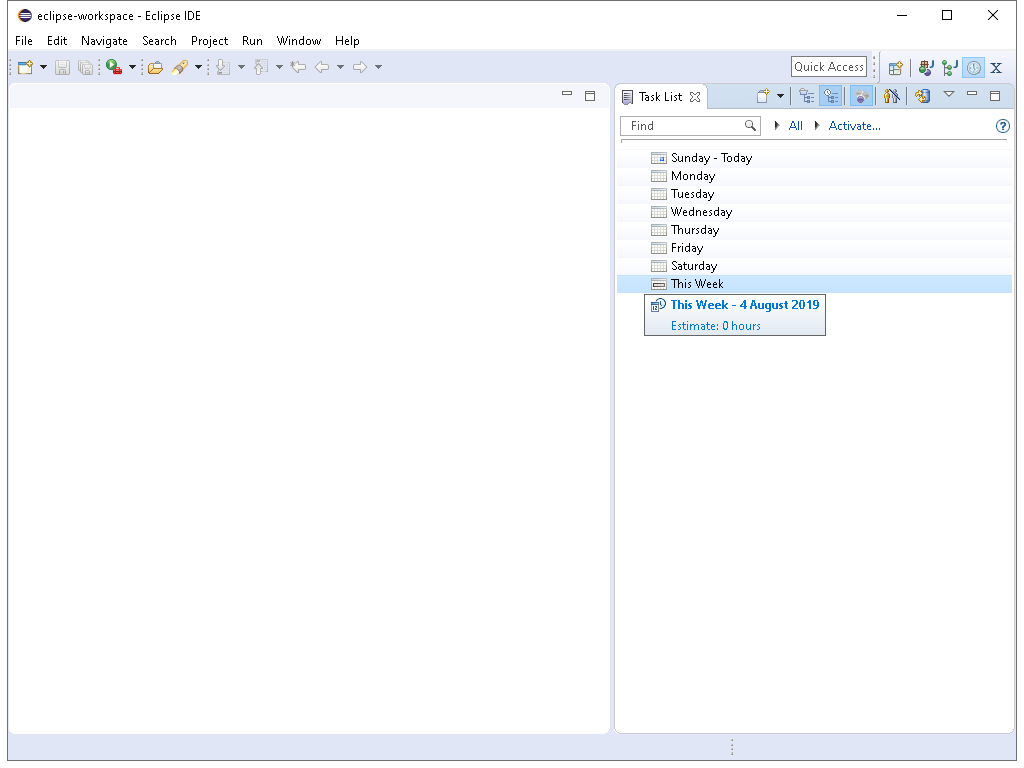 eclipse-workspace - Eclipse IDE
File Edit Navigate Search Project Run Window Help
Quick Access
Task List
Find All Activate...
Sunday - Today
Monday
Tuesday
Wednesday
Thursday
Friday
Saturday
This Week
This Week - 4 August 2019
Estimate: 0 hours